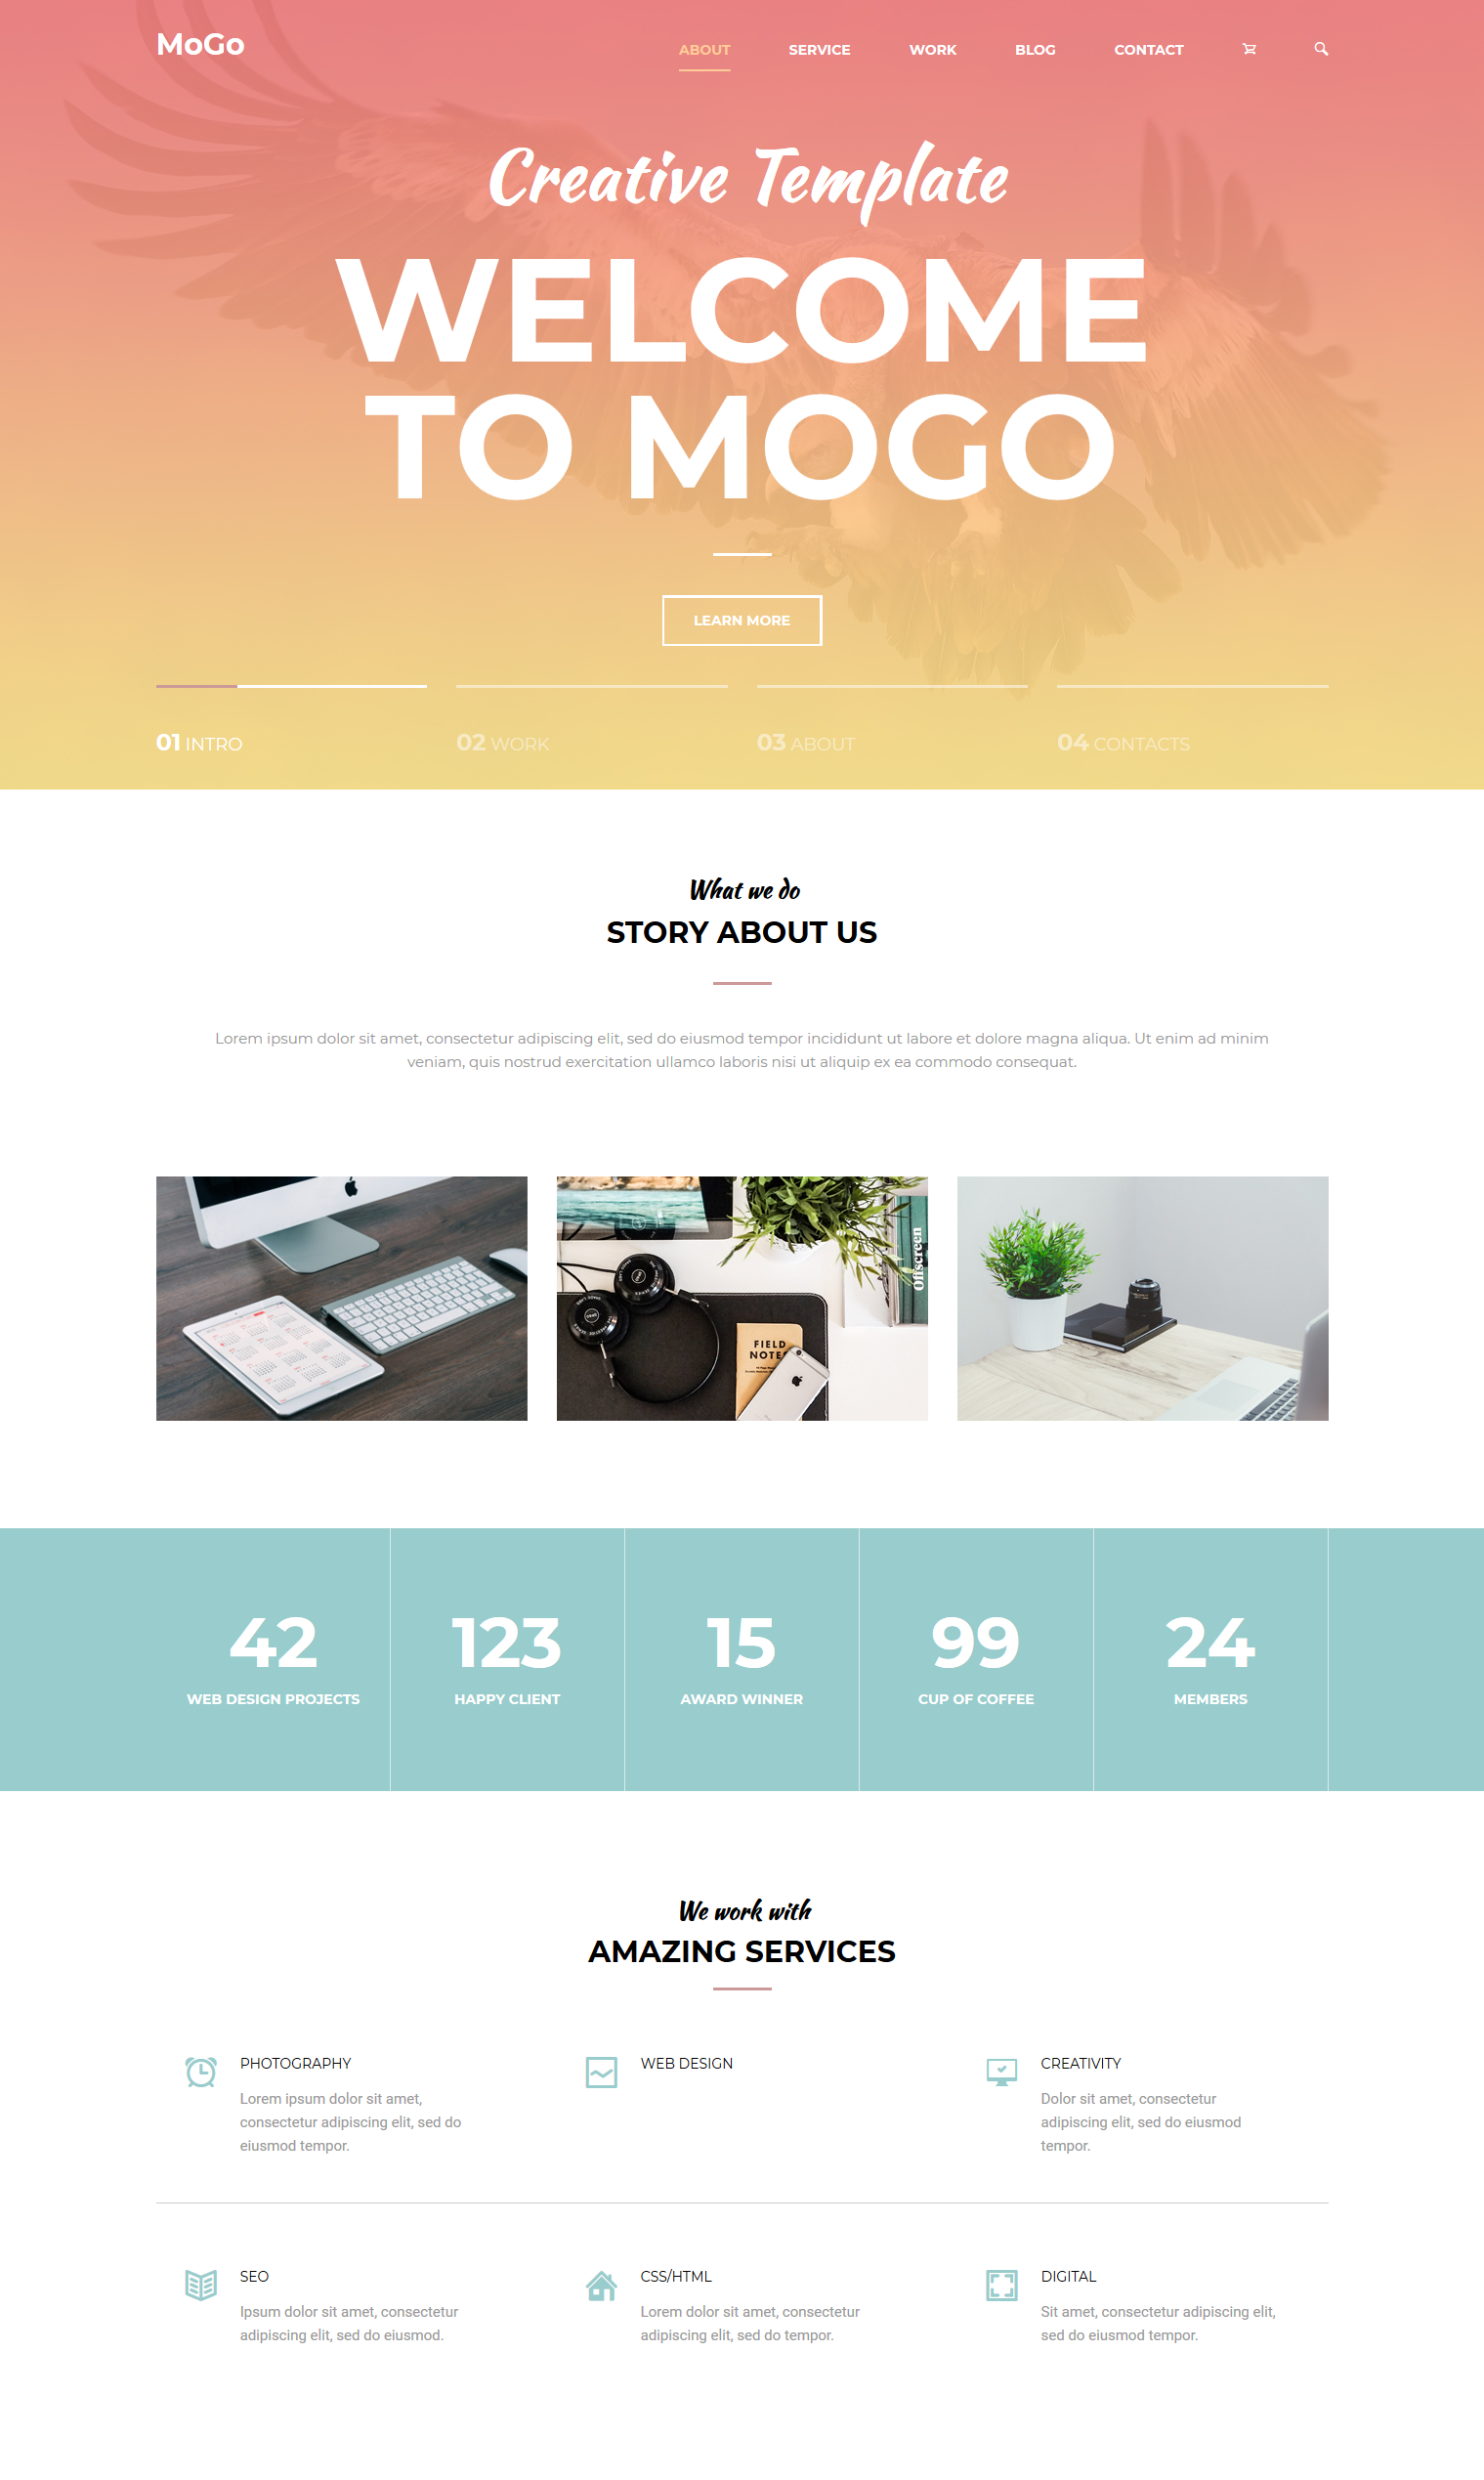 MoGo
ABOUT SERVICE WORK BLOG CONTACT
Creative Template
WELCOME
TO MOGO
LEARN MORE
01 INTRO 02 WORK 03 ABOUT 04 CONTACTS
What we do
STORY ABOUT US
Lorem ipsum dolor sit amet, consectetur adipiscing elit, sed do eiusmod tempor incididunt ut labore et dolore magna aliqua. Ut enim ad minim
veniam, quis nostrud exercitation ullamco laboris nisi ut aliquip ex ea commodo consequat.
Offscreen
FIELD
NOTES
42
WEB DESIGN PROJECTS
123
HAPPY CLIENT
15
AWARD WINNER
99
CUP OF COFFEE
24
MEMBERS
We work with
AMAZING SERVICES
PHOTOGRAPHY
Lorem ipsum dolor sit amet,
consectetur adipiscing elit, sed do
eiusmod tempor.
WEB DESIGN
CREATIVITY
Dolor sit amet, consectetur
adipiscing elit, sed do eiusmod
tempor.
SEO
Ipsum dolor sit amet, consectetur
adipiscing elit, sed do eiusmod.
CSS/HTML
Lorem dolor sit amet, consectetur
adipiscing elit, sed do tempor.
DIGITAL
Sit amet, consectetur adipiscing elit,
sed do eiusmod tempor.